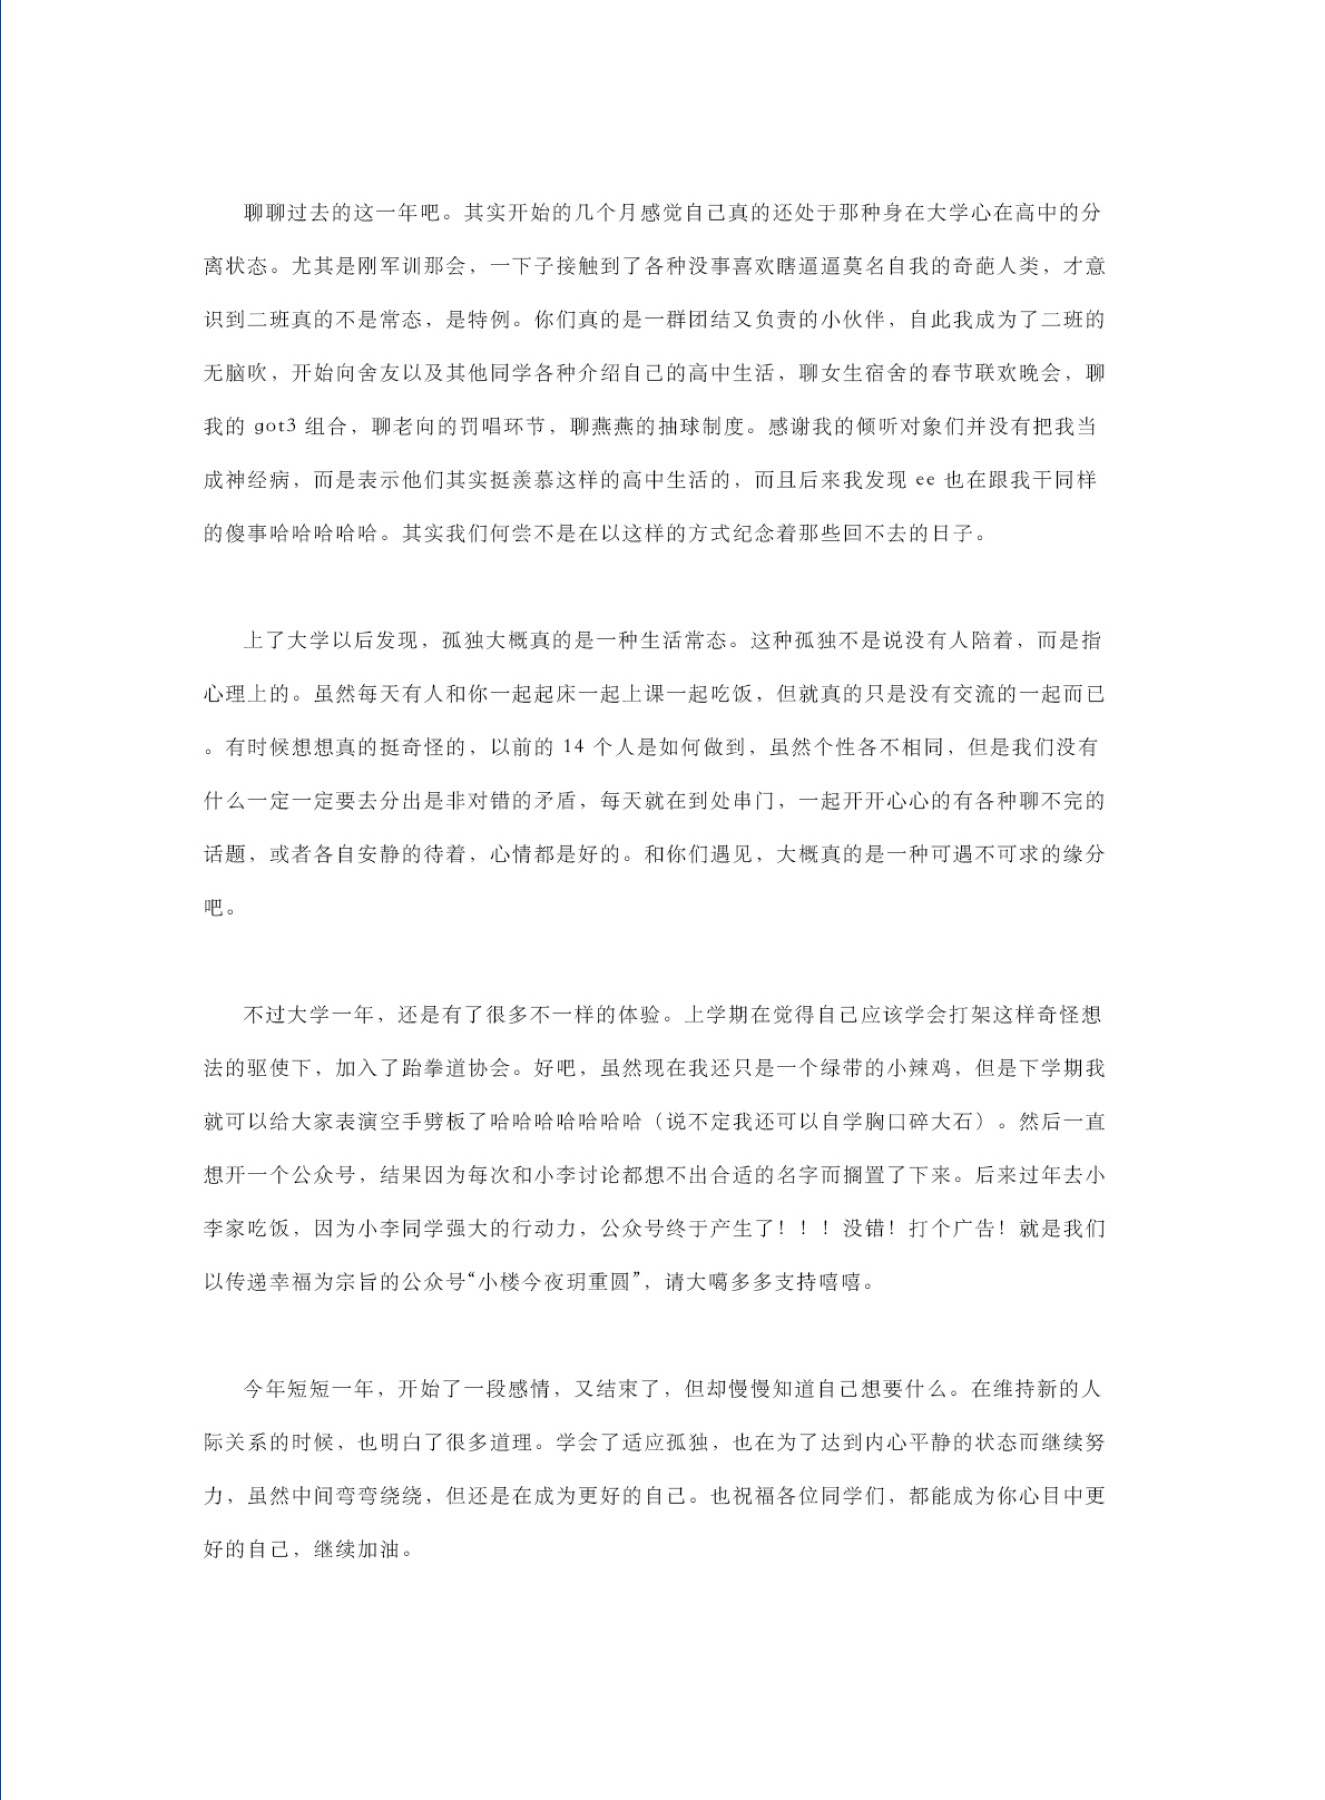 聊聊过去的这一年吧。其实开始的几个月感觉自己真的还处于那种身在大学心在高中的分
离状态。尤其是刚军训那会，一下子接触到了各种没事喜欢瞎逼逼莫名自我的奇葩人类，才意
识到二班真的不是常态，是特例。你们真的是一群团结又负责的小伙伴，自此我成为了二班的
无脑吹，开始向舍友以及其他同学各种介绍自己的高中生活，聊女生宿舍的春节联欢晚会，聊
我的 got3 组合，聊老向的罚唱环节，聊燕燕的抽球制度。感谢我的倾听对象们并没有把我当
成神经病，而是表示他们其实挺羡慕这样的高中生活的，而且后来我发现 ee 也在跟我干同样
的傻事哈哈哈哈哈。其实我们何尝不是在以这样的方式纪念着那些回不去的日子。
上了大学以后发现，孤独大概真的是一种生活常态。这种孤独不是说没有人陪着，而是指
心理上的。虽然每天有人和你一起起床一起上课一起吃饭，但就真的只是没有交流的一起而已
。有时候想想真的挺奇怪的，以前的 14 个人是如何做到，虽然个性各不相同，但是我们没有
什么一定一定要去分出是非对错的矛盾，每天就在到处串门，一起开开心心的有各种聊不完的
话题，或者各自安静的待着，心情都是好的。和你们遇见，大概真的是一种可遇不可求的缘分
吧。
不过大学一年，还是有了很多不一样的体验。上学期在觉得自己应该学会打架这样奇怪想
法的驱使下，加入了跆拳道协会。好吧，虽然现在我还只是一个绿带的小辣鸡，但是下学期我
就可以给大家表演空手劈板了哈哈哈哈哈哈哈（说不定我还可以自学胸口碎大石）。然后一直
想开一个公众号，结果因为每次和小李讨论都想不出合适的名字而搁置了下来。后来过年去小
李家吃饭，因为小李同学强大的行动力，公众号终于产生了！！！没错！打个广告！就是我们
以传递幸福为宗旨的公众号“小楼今夜玥重圆”，请大噶多多支持嘻嘻。
今年短短一年，开始了一段感情，又结束了，但却慢慢知道自己想要什么。在维持新的人
际关系的时候，也明白了很多道理。学会了适应孤独，也在为了达到内心平静的状态而继续努
力，虽然中间弯弯绕绕，但还是在成为更好的自己。也祝福各位同学们，都能成为你心目中更
好的自己，继续加油。